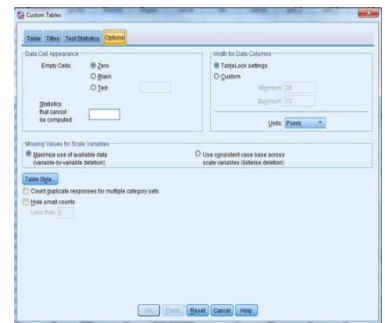 Custom Tables
Table Titles Test Statistics Options
Data Cell Appearance
Empty Cells: Zero
Blank
Text
Statistics
that cannot
be computed:
Width for Data Columns
TableLook settings
Custom
Minimum: 36
Maximum: 72
Units: Points
Missing Values for Scale Variables
Maximize use of available data
(variable-by-variable deletion)
Use consistent case base across
scale variables (listwise deletion)
Table Style...
Count duplicate responses for multiple category sets
Hide small counts
Less than
OK Paste Reset Cancel Help